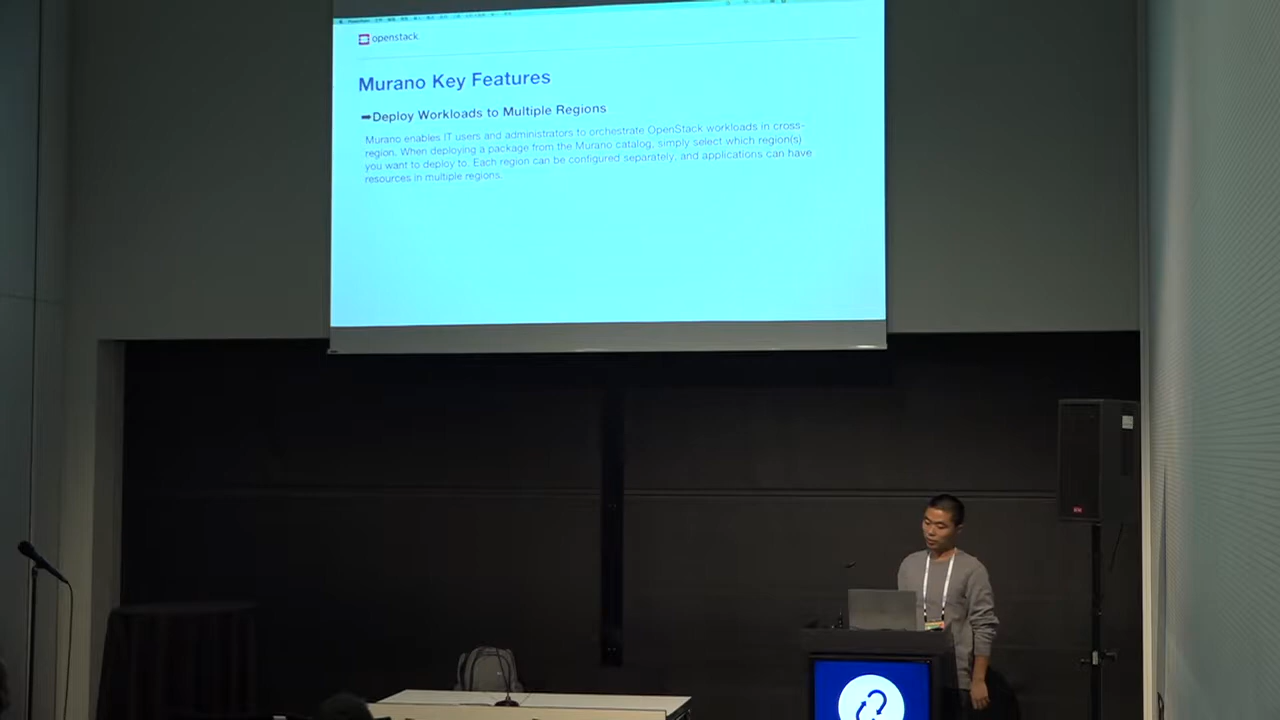 openstack
Murano Key Features
➡Deploy Workloads to Multiple Regions
Murano enables IT users and administrators to orchestrate OpenStack workloads in cross-
region. When deploying a package from the Murano catalog, simply select which region(s)
you want to deploy to. Each region can be configured separately, and applications can have
resources in multiple regions.